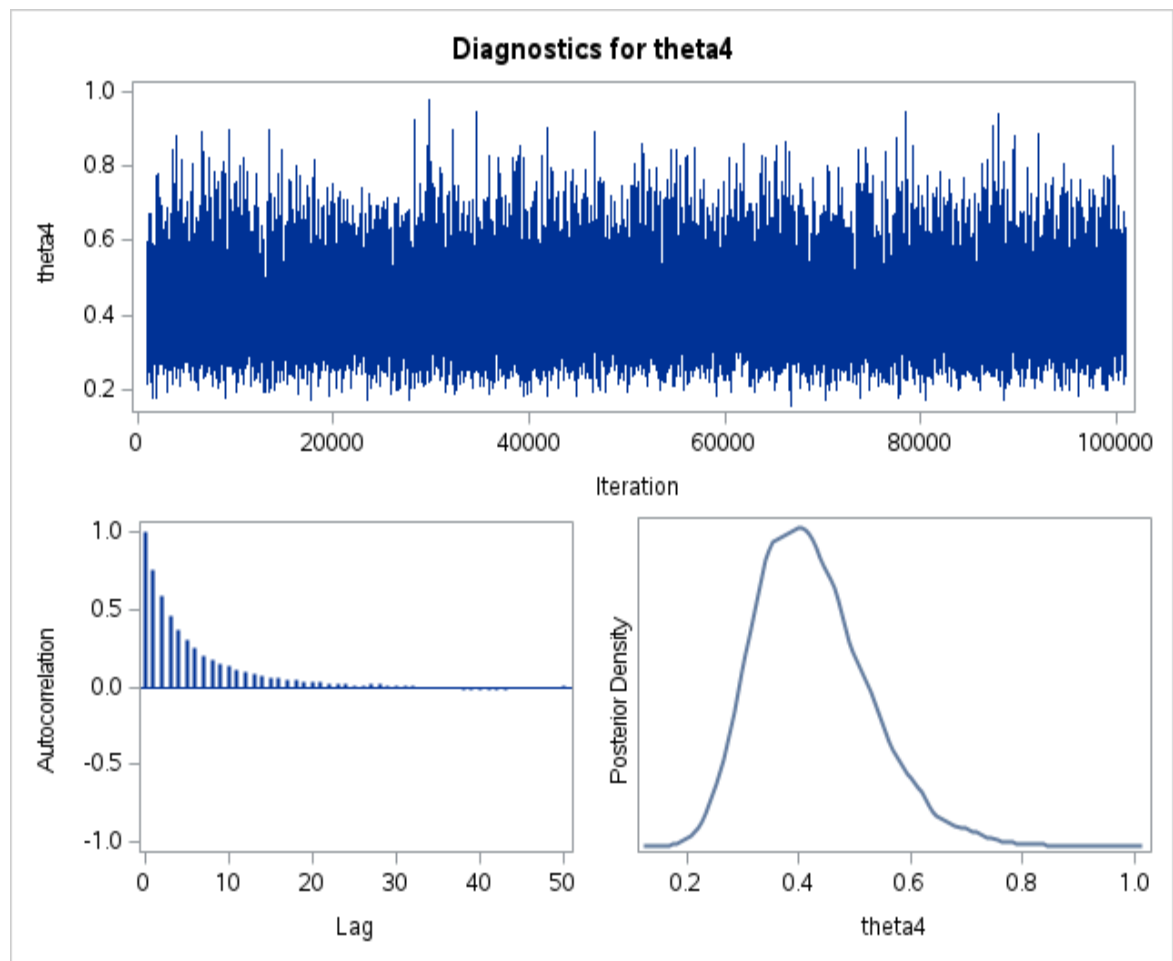 Diagnostics for theta4
1.0
0.8
0.6
0.4
0.2
theta4
0 20000 40000 60000 80000 100000
Iteration
1.0
0.5
0.0
-0.5
-1.0
Autocorrelation
0 10 20 30 40 50
Lag
Posterior Density
0.2 0.4 0.6 0.8 1.0
theta4